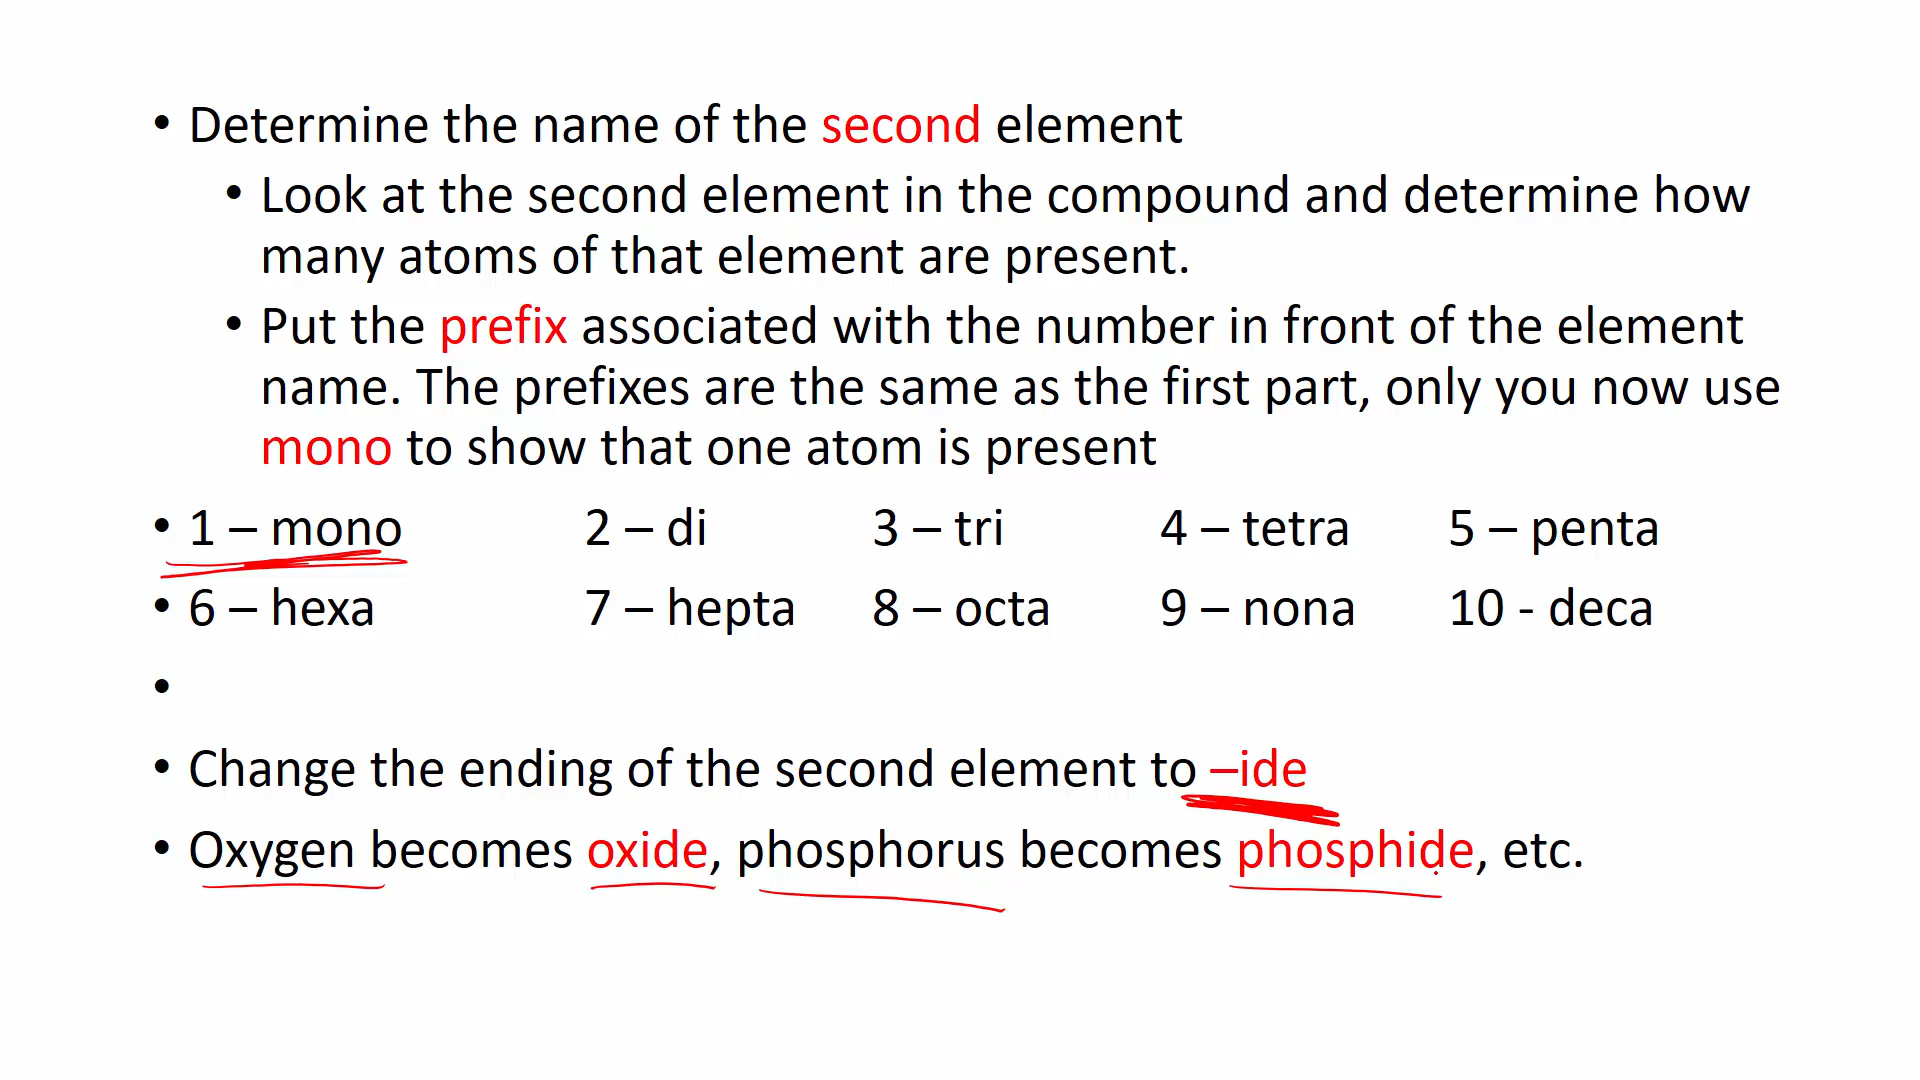 • Determine the name of the second element
• Look at the second element in the compound and determine how
many atoms of that element are present.
• Put the prefix associated with the number in front of the element
name. The prefixes are the same as the first part, only you now use
mono to show that one atom is present
• 1 – mono 2 – di 3 – tri 4 – tetra 5 – penta
• 6 – hexa 7 – hepta 8 – octa 9 – nona 10 - deca
•
• Change the ending of the second element to –ide
• Oxygen becomes oxide, phosphorus becomes phosphide, etc.